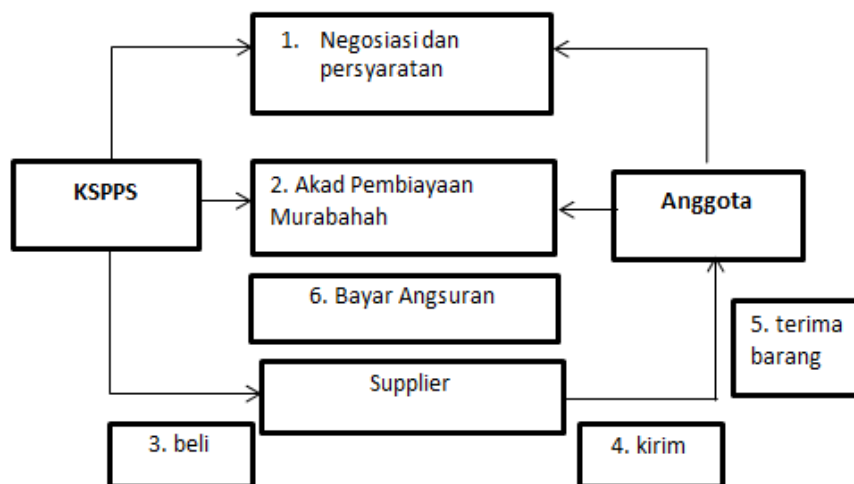 1. Negosiasi dan
persyaratan
KSPPS
2. Akad Pembiayaan
Murabahah
Anggota
6. Bayar Angsuran
5. terima
barang
Supplier
3. beli
4. kirim